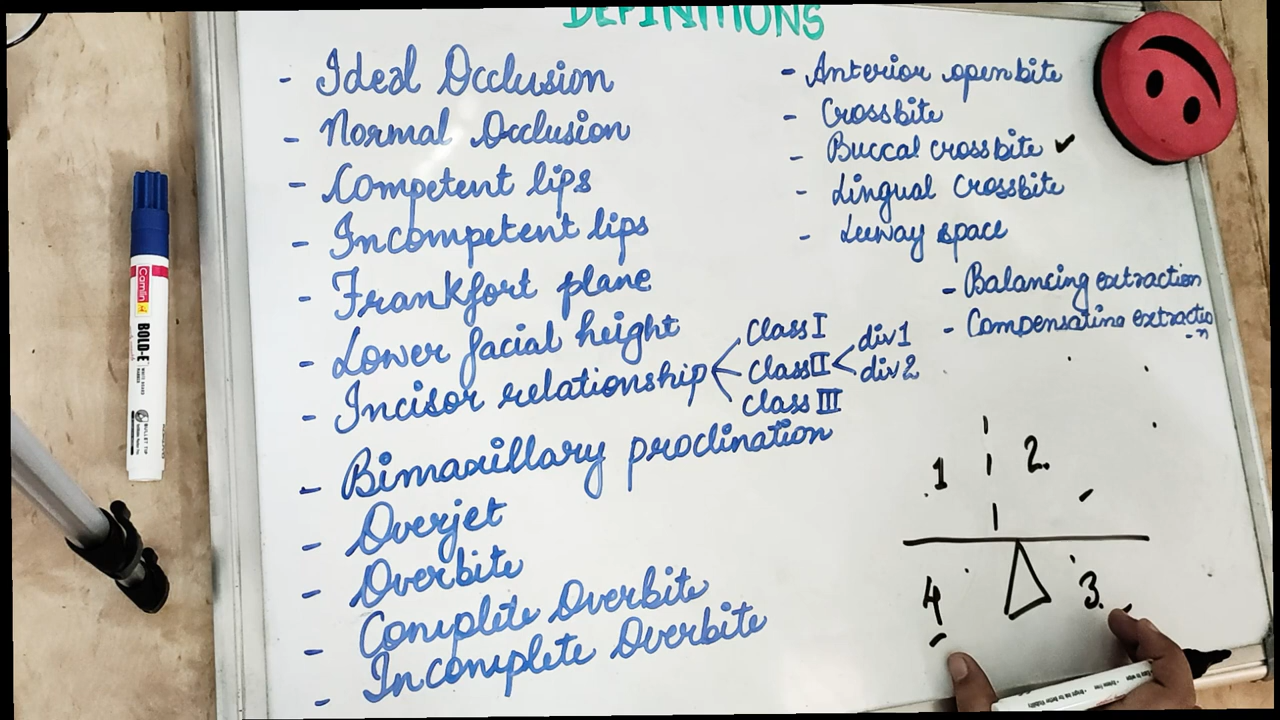 DEFINITIONS
- Ideal Occlusion
- Normal Occlusion
- Competent lips
- Incompetent lips
- Frankfort plane
- Lower facial height
- Incisor relationship
Class I
Class II
div 1
div 2
Class III
- Bimaxillary proclination
- Overjet
- Overbite
- Complete Overbite
- Incomplete Overbite
- Anterior openbite
- Crossbite
- Buccal crossbite ✓
- Lingual Crossbite
- Leeway space
- Balancing extraction
- Compensating extractio
-n
1 2.
4 3.
Camlin
BOLD-E